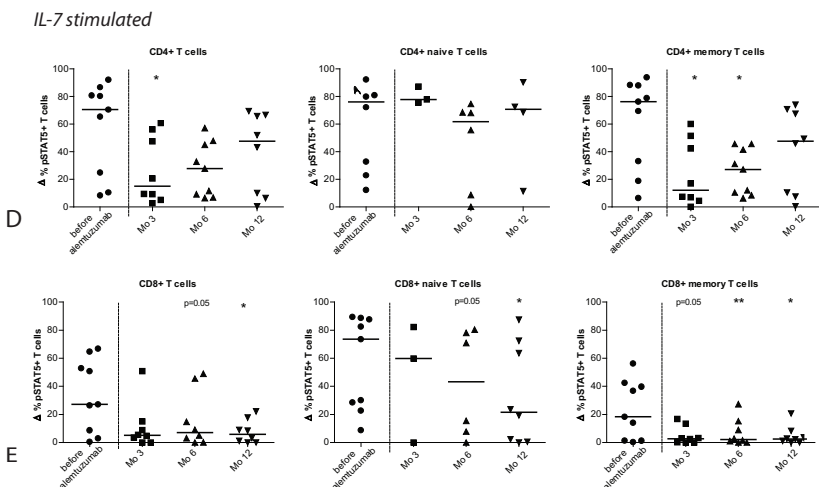 IL-7 stimulated
CD4+ T cells
Δ % pSTAT5+ T cells
100
80
60
40
20
0
*
before
alemtuzumab
Mo 3
Mo 6
Mo 12
CD4+ naive T cells
Δ % pSTAT5+ T cells
100
80
60
40
20
0
before
alemtuzumab
Mo 3
Mo 6
Mo 12
CD4+ memory T cells
Δ % pSTAT5+ T cells
100
80
60
40
20
0
*
*
before
alemtuzumab
Mo 3
Mo 6
Mo 12
D
CD8+ T cells
Δ % pSTAT5+ T cells
100
80
60
40
20
0
p=0.05
*
before
alemtuzumab
Mo 3
Mo 6
Mo 12
CD8+ naive T cells
Δ % pSTAT5+ T cells
100
80
60
40
20
0
p=0.05
*
before
alemtuzumab
Mo 3
Mo 6
Mo 12
CD8+ memory T cells
Δ % pSTAT5+ T cells
100
80
60
40
20
0
p=0.05
**
*
before
alemtuzumab
Mo 3
Mo 6
Mo 12
E